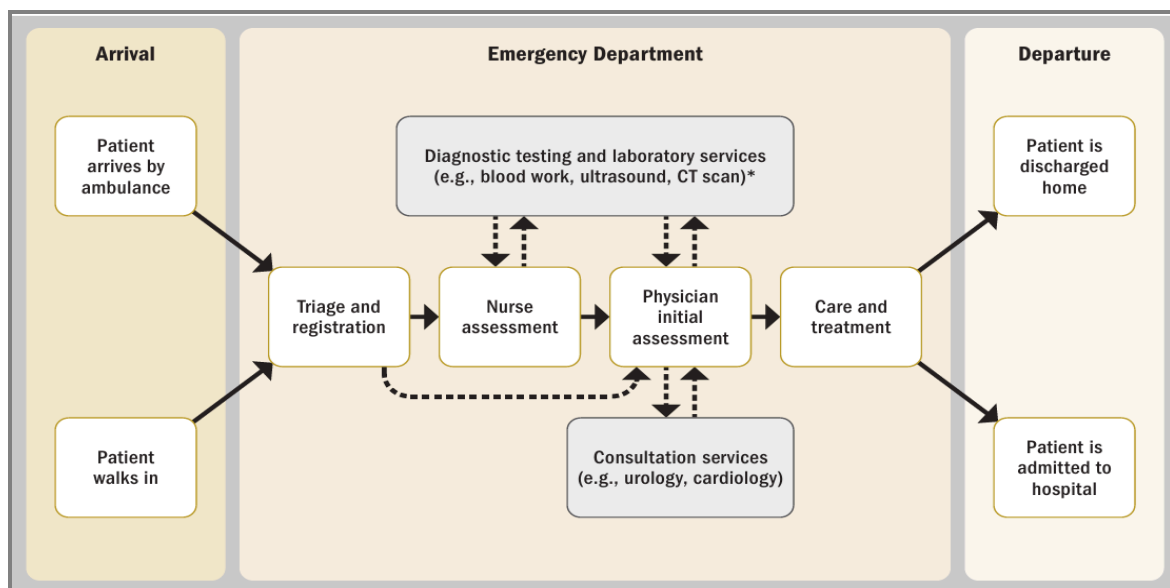 Arrival
Patient
arrives by
ambulance
Patient
walks in
Emergency Department
Diagnostic testing and laboratory services
(e.g., blood work, ultrasound, CT scan)*
Triage and
registration
Nurse
assessment
Physician
initial
assessment
Care and
treatment
Consultation services
(e.g., urology, cardiology)
Departure
Patient is
discharged
home
Patient is
admitted to
hospital